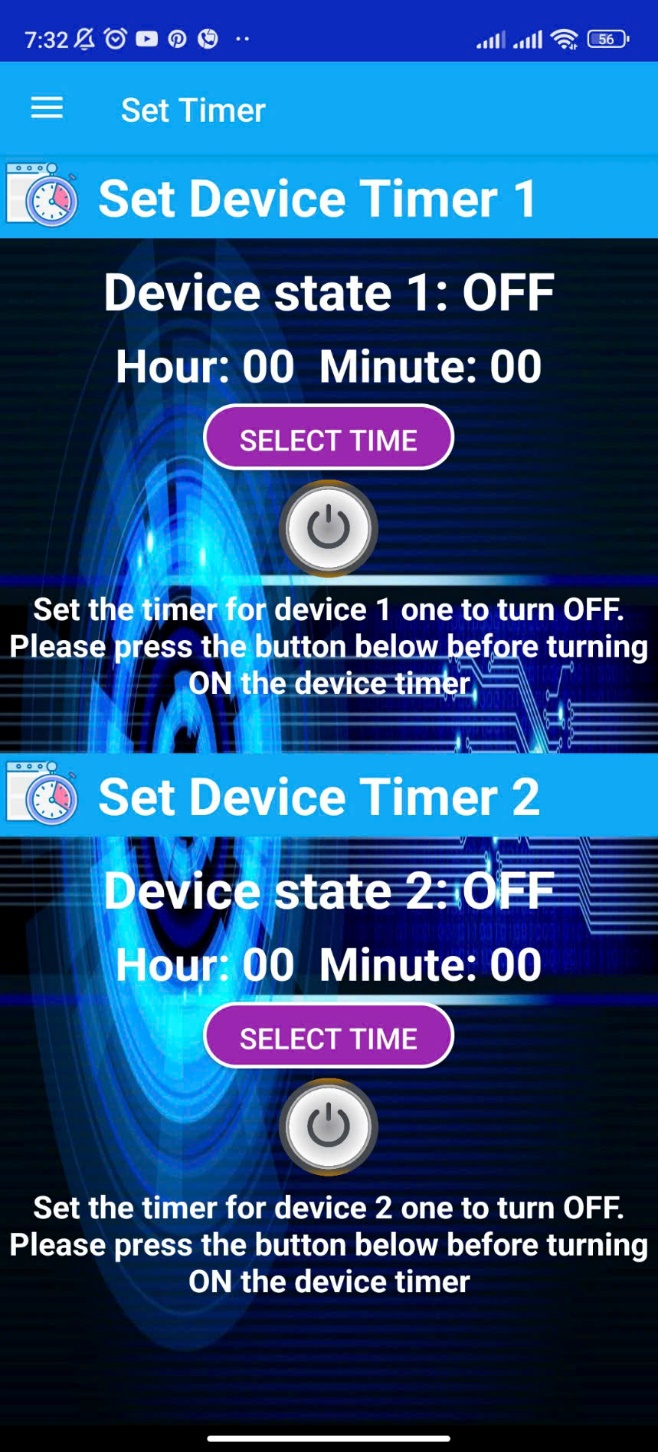 7:32
56
Set Timer
Set Device Timer 1
Device state 1: OFF
Hour: 00 Minute: 00
SELECT TIME
Set the timer for device 1 one to turn OFF.
Please press the button below before turning
ON the device timer
Set Device Timer 2
Device state 2: OFF
Hour: 00 Minute: 00
SELECT TIME
Set the timer for device 2 one to turn OFF.
Please press the button below before turning
ON the device timer